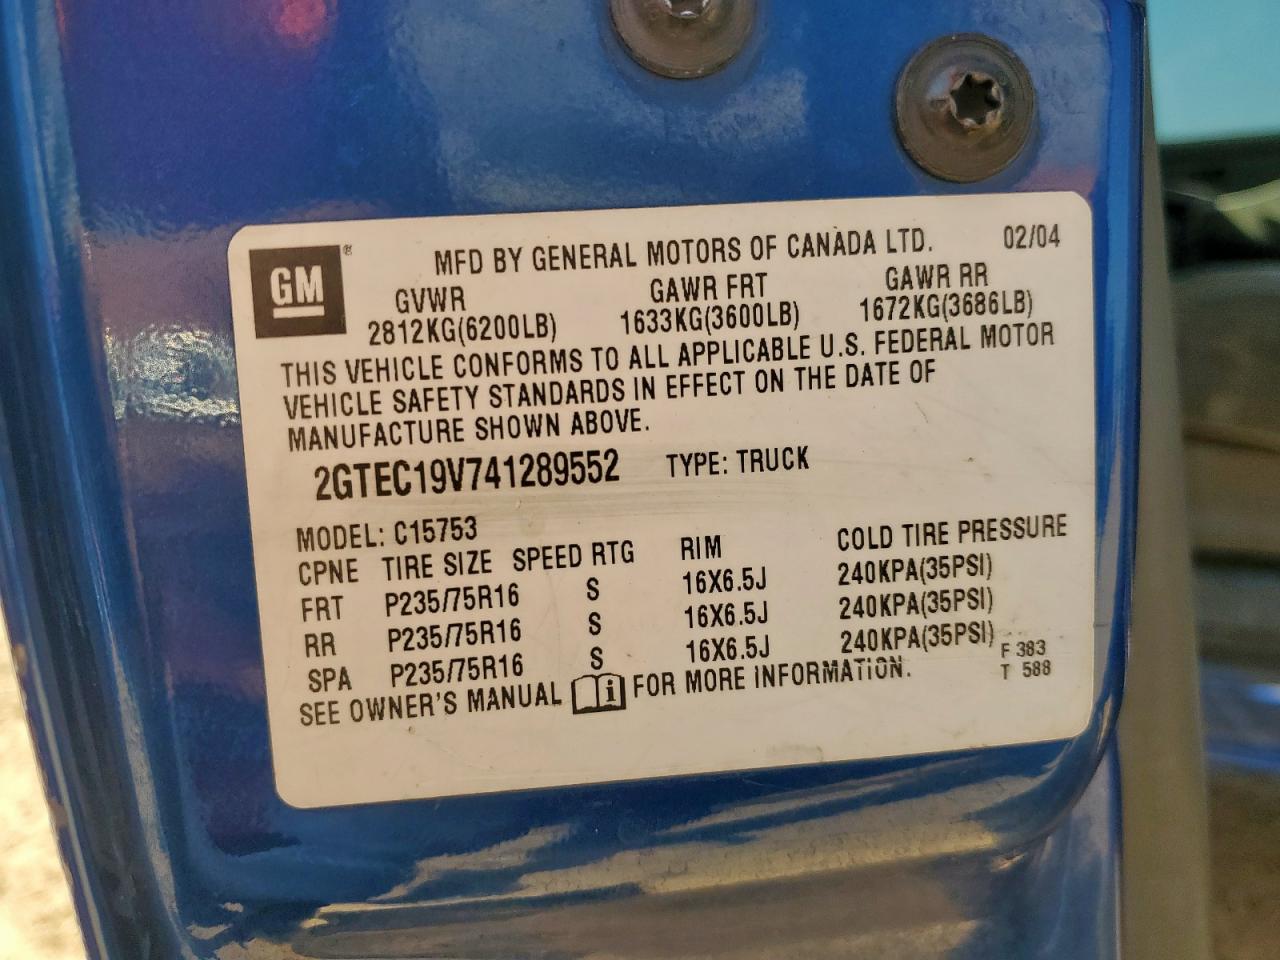 GM ®
MFD BY GENERAL MOTORS OF CANADA LTD. 02/04
GVWR GAWR FRT GAWR RR
2812KG(6200LB) 1633KG(3600LB) 1672KG(3686LB)
THIS VEHICLE CONFORMS TO ALL APPLICABLE U.S. FEDERAL MOTOR
VEHICLE SAFETY STANDARDS IN EFFECT ON THE DATE OF
MANUFACTURE SHOWN ABOVE.
2GTEC19V741289552 TYPE: TRUCK
MODEL: C15753
CPNE TIRE SIZE SPEED RTG RIM COLD TIRE PRESSURE
FRT P235/75R16 S 16X6.5J 240KPA(35PSI)
RR P235/75R16 S 16X6.5J 240KPA(35PSI)
SPA P235/75R16 S 16X6.5J 240KPA(35PSI)
SEE OWNER'S MANUAL i FOR MORE INFORMATION.
F 383
T 588